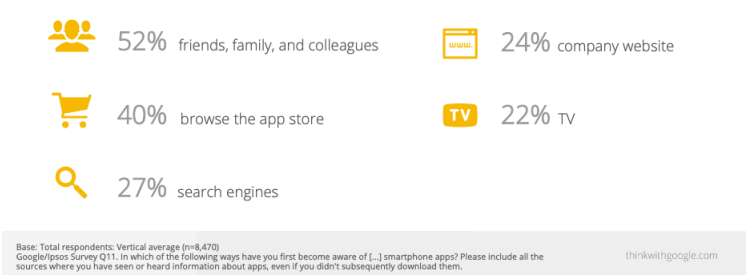 52% friends, family, and colleagues
40% browse the app store
27% search engines
www.
24% company website
TV
22% TV
Base: Total respondents: Vertical average (n=8,470)
Google/Ipsos Survey Q11. In which of the following ways have you first become aware of [...] smartphone apps? Please include all the
sources where you have seen or heard information about apps, even if you didn't subsequently download them.
thinkwithgoogle.com